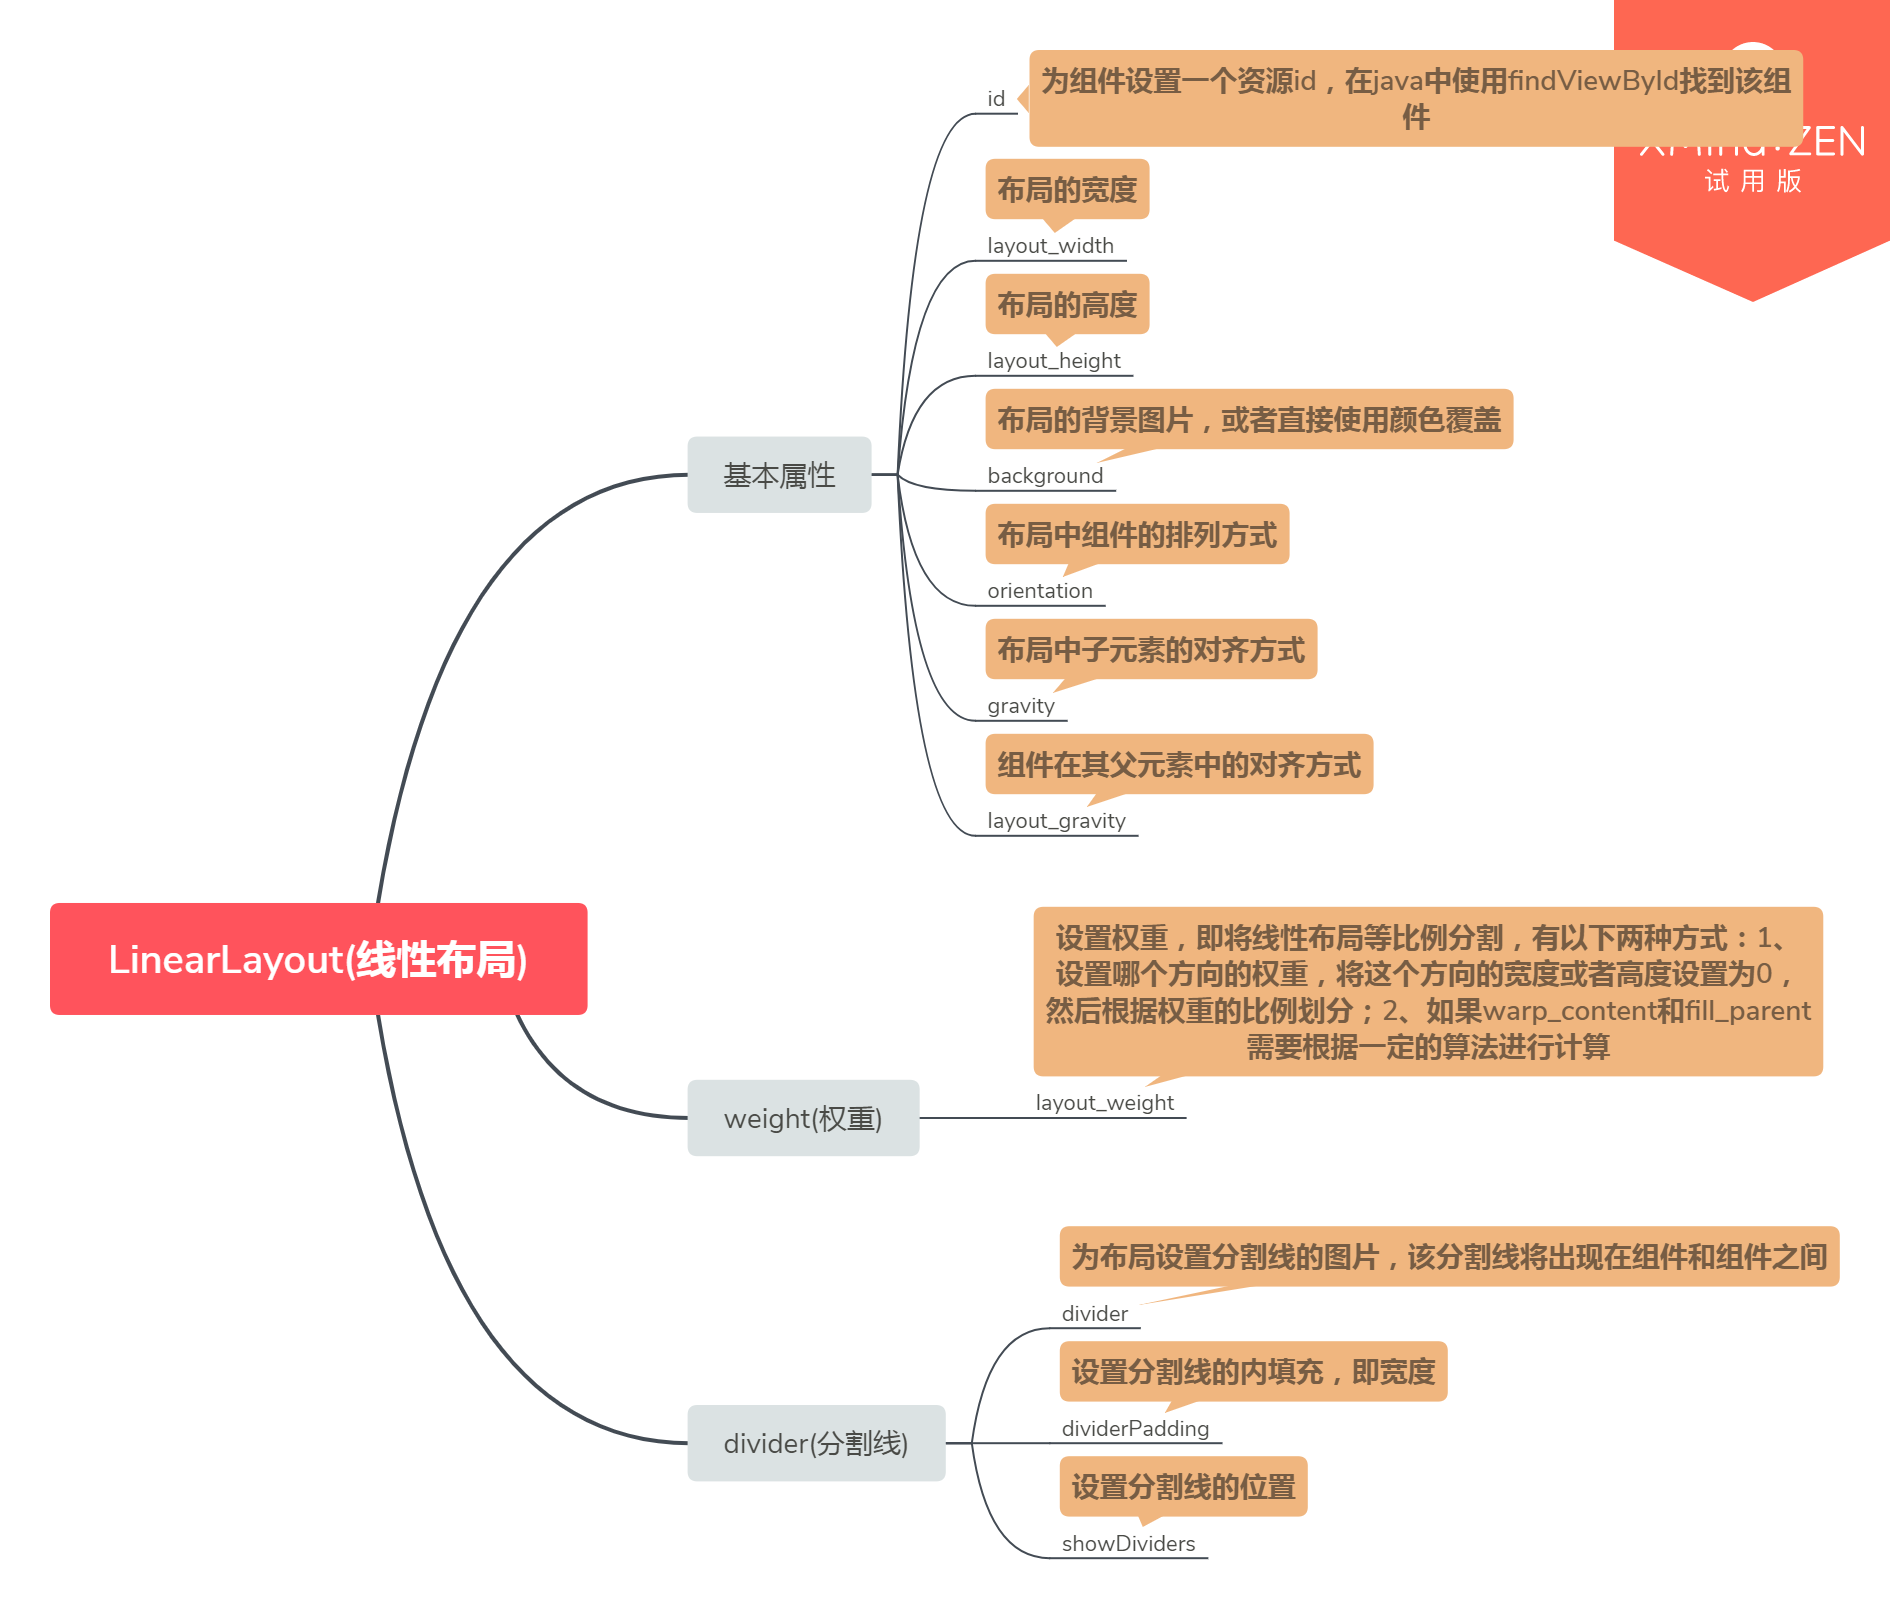 为组件设置一个资源id，在java中使用findViewById找到该组
件
id
试用版
布局的宽度
layout_width
布局的高度
layout_height
布局的背景图片，或者直接使用颜色覆盖
background
基本属性
布局中组件的排列方式
orientation
布局中子元素的对齐方式
gravity
组件在其父元素中的对齐方式
layout_gravity
LinearLayout(线性布局)
设置权重，即将线性布局等比例分割，有以下两种方式：1、
设置哪个方向的权重，将这个方向的宽度或者高度设置为0，
然后根据权重的比例划分；2、如果warp_content和fill_parent
需要根据一定的算法进行计算
layout_weight
weight(权重)
为布局设置分割线的图片，该分割线将出现在组件和组件之间
divider
设置分割线的内填充，即宽度
dividerPadding
divider(分割线)
设置分割线的位置
showDividers